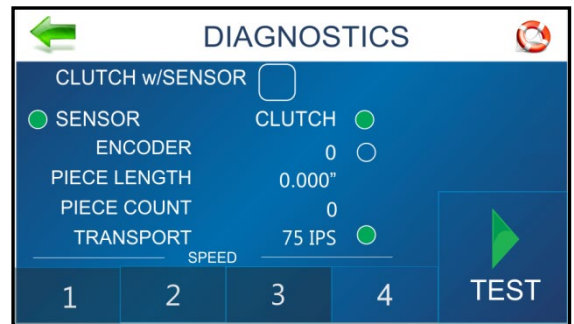 DIAGNOSTICS
CLUTCH w/SENSOR
SENSOR CLUTCH
ENCODER 0
PIECE LENGTH 0.000"
PIECE COUNT 0
TRANSPORT 75 IPS
SPEED
1 2 3 4 TEST